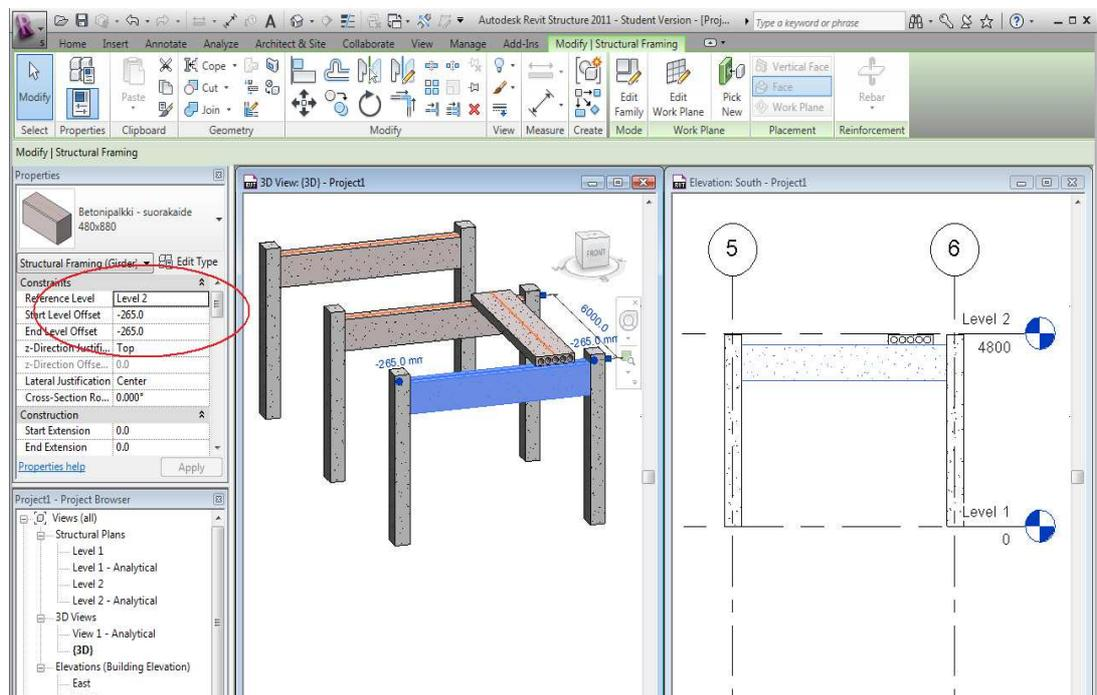 Autodesk Revit Structure 2011 - Student Version - [Proj...
Type a keyword or phrase
Home Insert Annotate Analyze Architect & Site Collaborate View Manage Add-Ins Modify | Structural Framing
Modify
Paste
Cope
Cut
Join
Edit Family
Edit Work Plane
Pick New
Vertical Face
Face
Work Plane
Rebar
Select Properties Clipboard Geometry Modify View Measure Create Mode Work Plane Placement Reinforcement
Modify | Structural Framing
Properties
Betonipalkki - suorakaide
480x880
Structural Framing (Girder) Edit Type
Constraints
Reference Level Level 2
Start Level Offset -265.0
End Level Offset -265.0
z-Direction Justifi... Top
z-Direction Offse... 0.0
Lateral Justification Center
Cross-Section Ro... 0.000°
Construction
Start Extension 0.0
End Extension 0.0
Properties help Apply
Project1 - Project Browser
Views (all)
Structural Plans
Level 1
Level 1 - Analytical
Level 2
Level 2 - Analytical
3D Views
View 1 - Analytical
{3D}
Elevations (Building Elevation)
East
3D View: {3D} - Project1
FRONT
6000.0
-265.0 mm
-265.0 mm
Elevation: South - Project1
5 6
Level 2
4800
Level 1
0